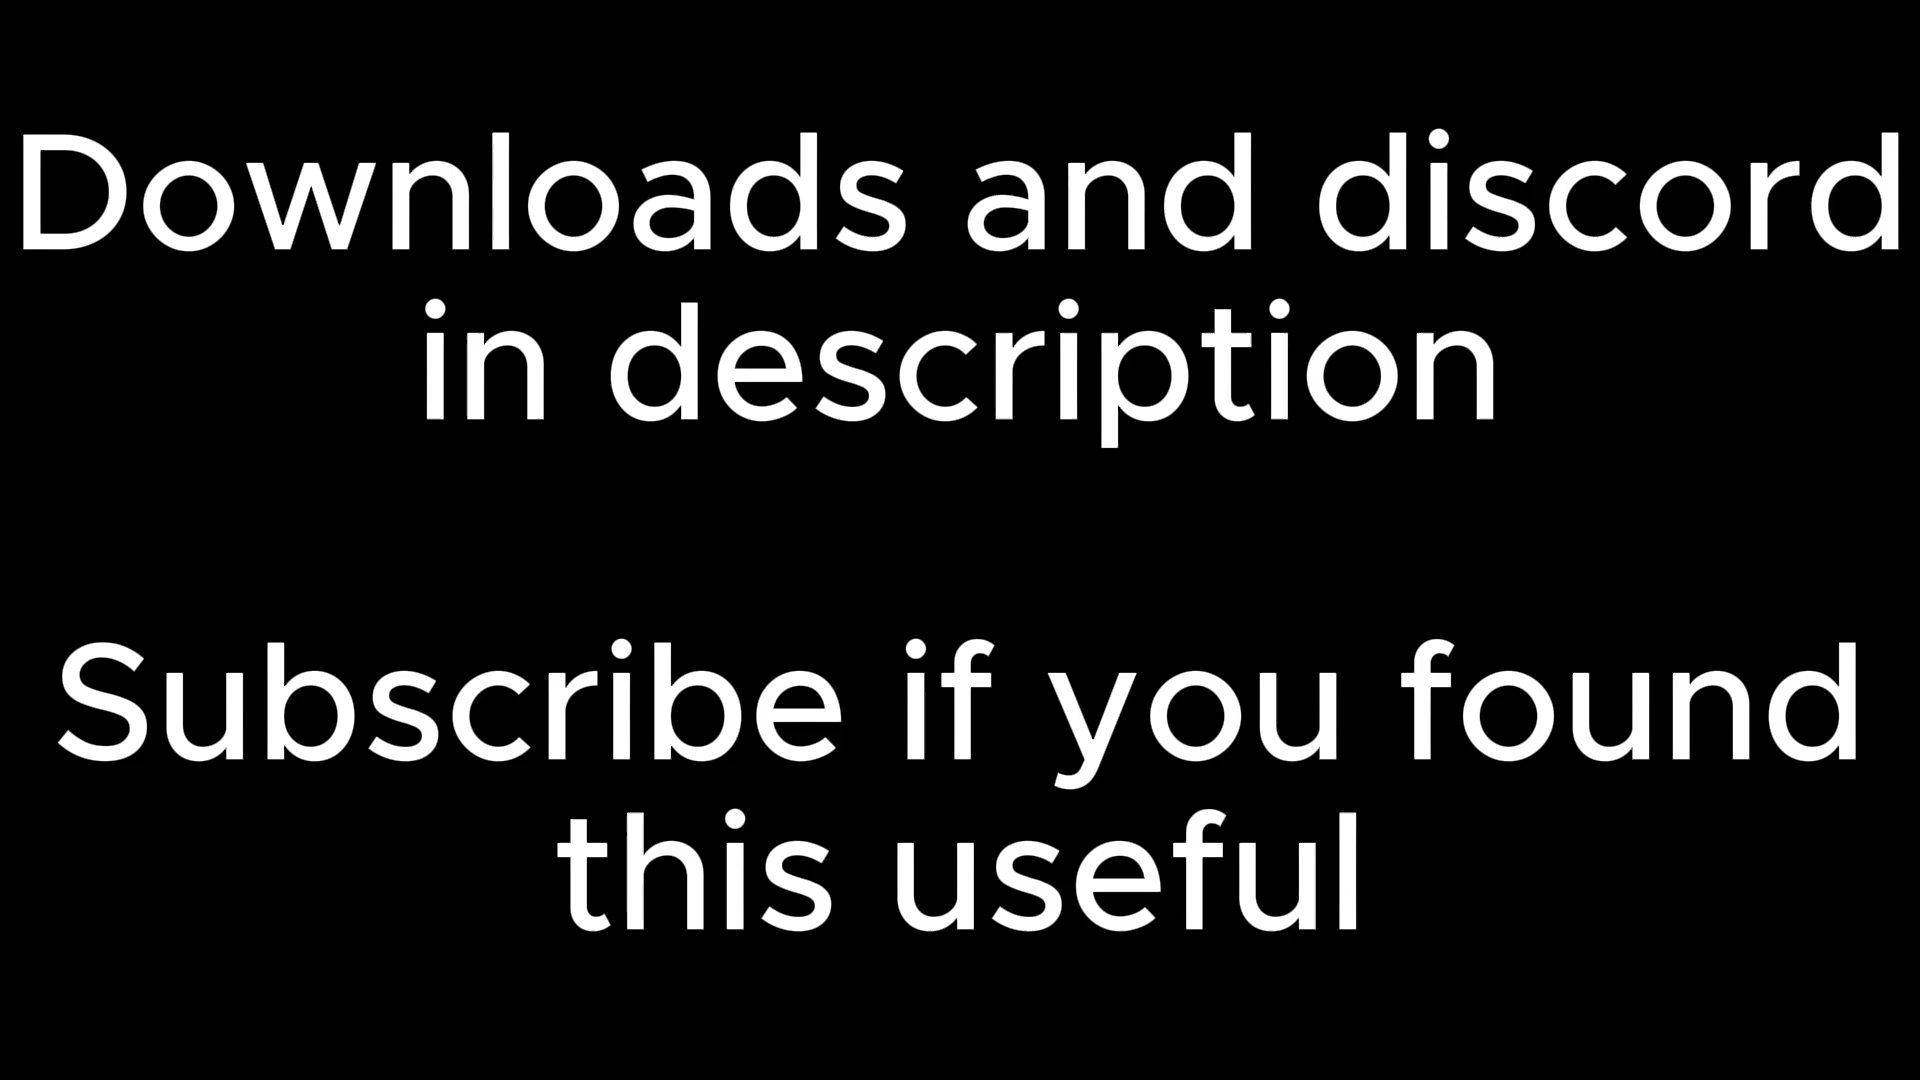 Downloads and discord
in description
Subscribe if you found
this useful